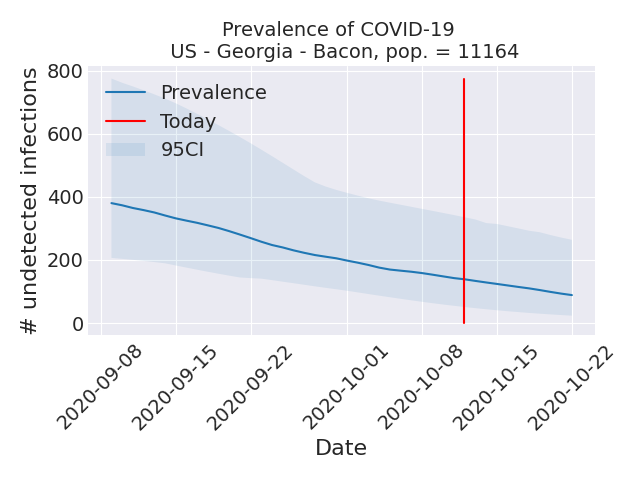 Prevalence of COVID-19
US - Georgia - Bacon, pop. = 11164
# undetected infections
800
600
400
200
0
Prevalence
Today
95CI
2020-09-08
2020-09-15
2020-09-22
2020-10-01
2020-10-08
2020-10-15
2020-10-22
Date